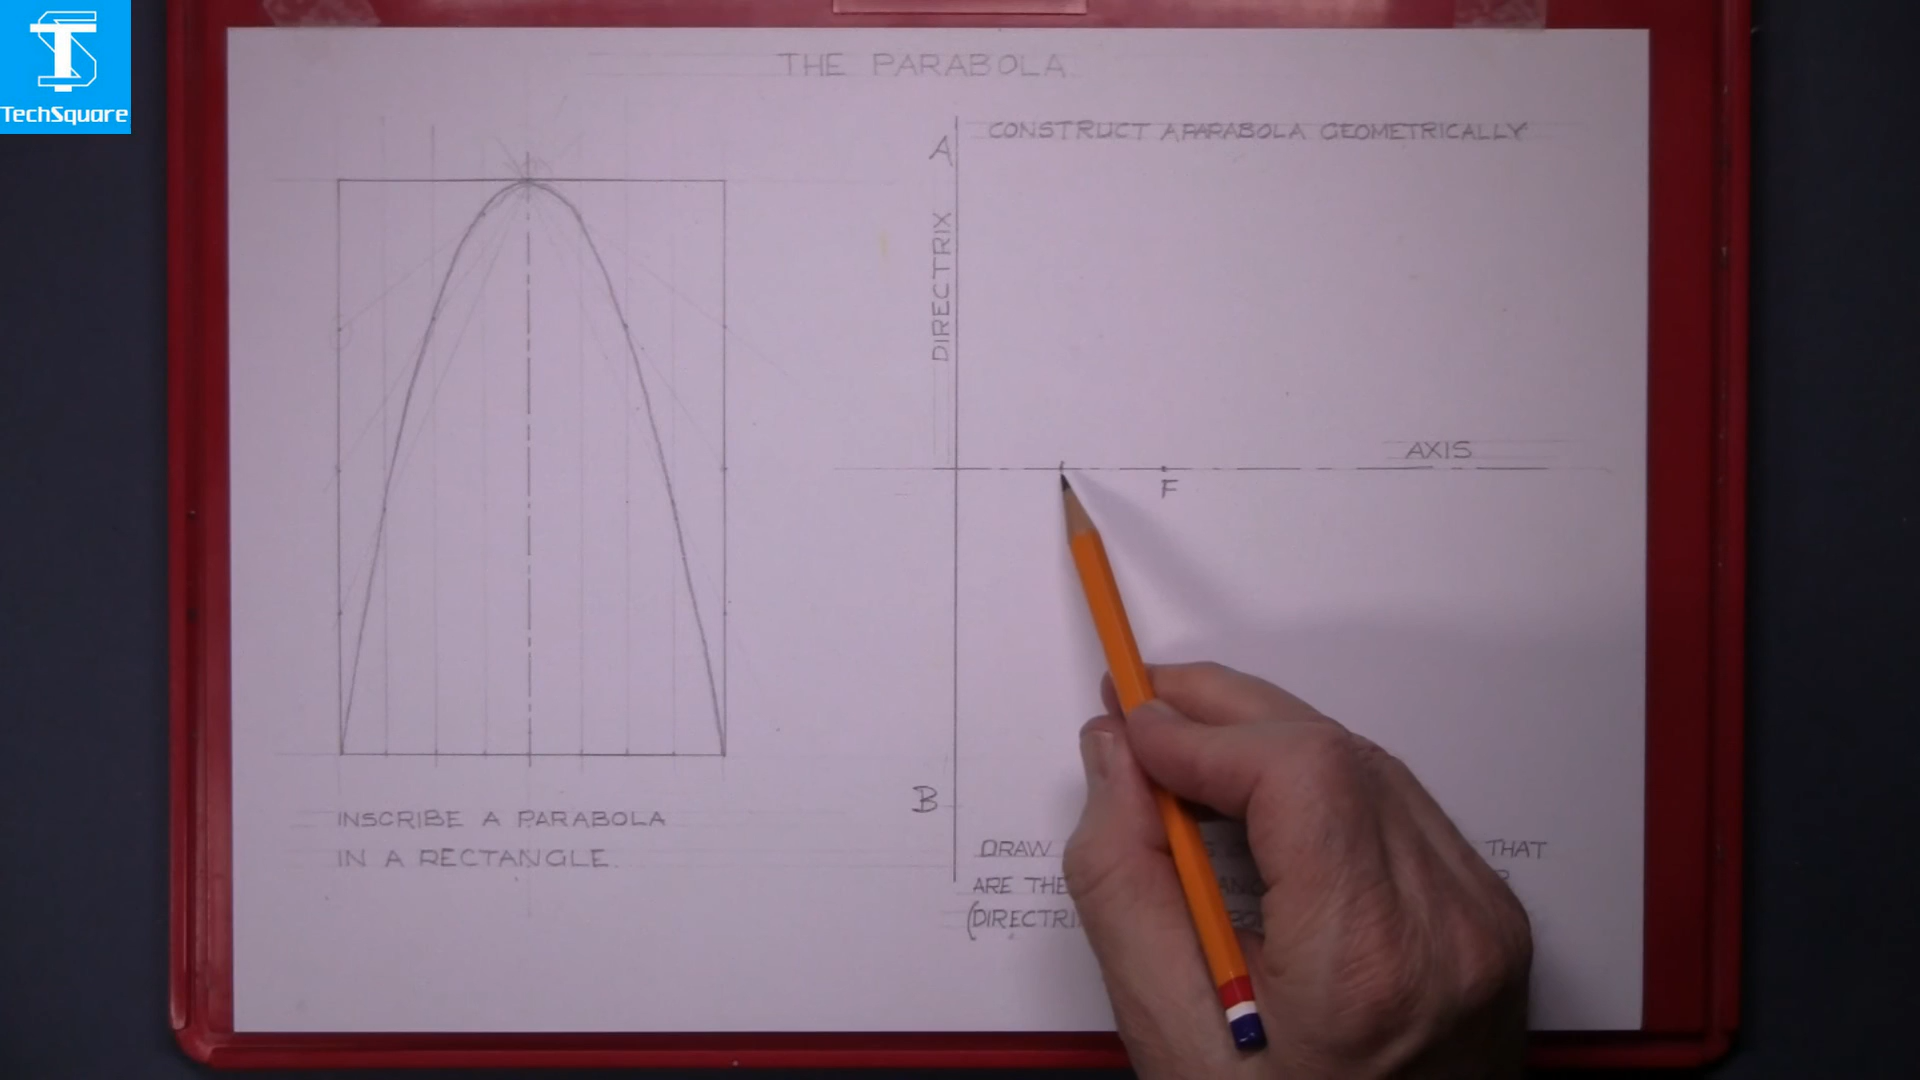 TechSquare
THE PARABOLA
A
CONSTRUCT A PARABOLA GEOMETRICALLY
DIRECTRIX
AXIS
F
B
INSCRIBE A PARABOLA
IN A RECTANGLE.
DRAW THAT
ARE THE
(DIRECTRI